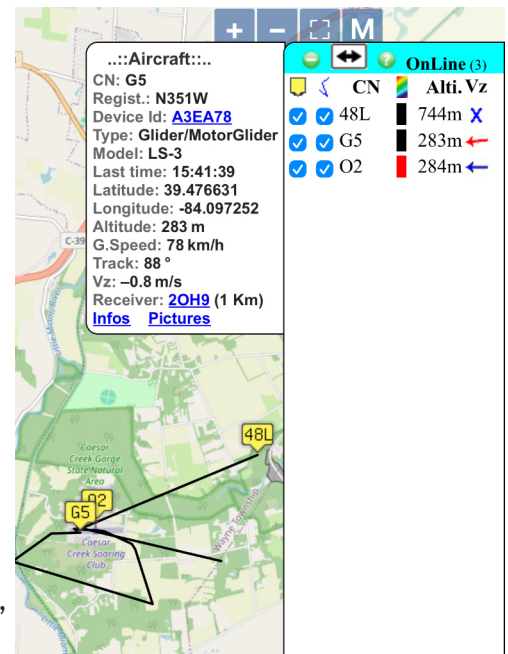 + − M
..::Aircraft::..
CN: G5
Regist.: N351W
Device Id: A3EA78
Type: Glider/MotorGlider
Model: LS-3
Last time: 15:41:39
Latitude: 39.476631
Longitude: -84.097252
Altitude: 283 m
G.Speed: 78 km/h
Track: 88 °
Vz: –0.8 m/s
Receiver: 2OH9 (1 Km)
Infos Pictures
OnLine (3)
CN Alti. Vz
48L 744m X
G5 283m
O2 284m
C-39
Little Miami River
48L
Caesar
Creek Gorge
State Natural
Area
O2
G5
Caesar
Creek Soaring
Club
Wayne Township
,